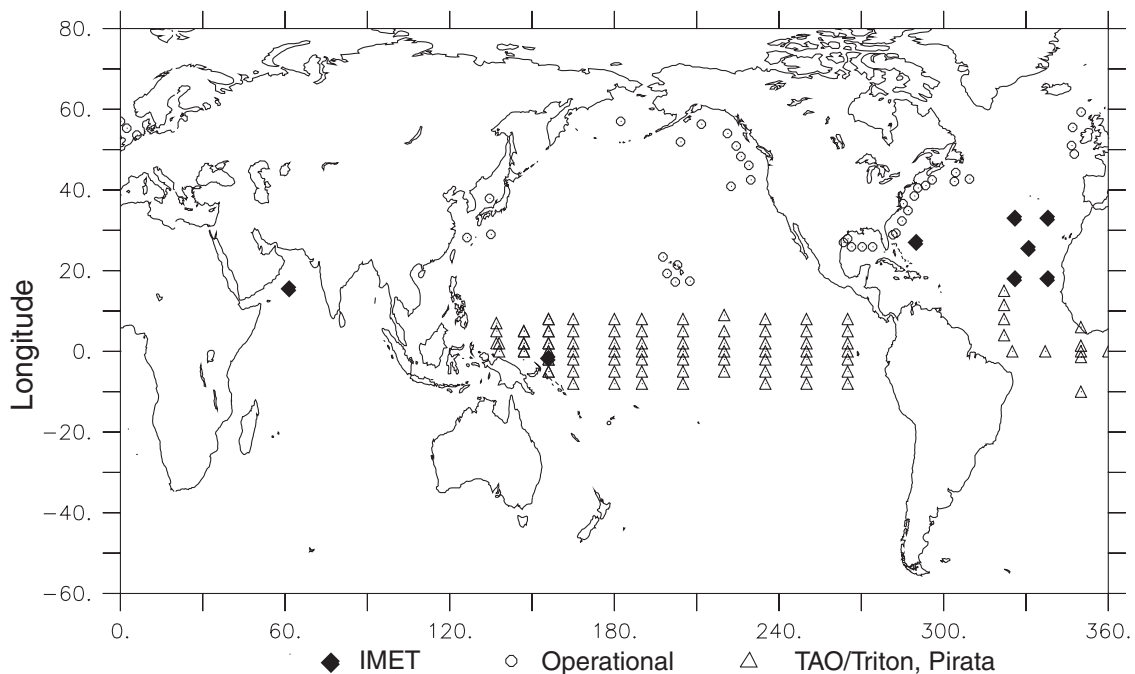 80.
60.
40.
20.
0.
−20.
−40.
−60.
Longitude
0. 60. 120. 180. 240. 300. 360.
IMET Operational TAO/Triton, Pirata